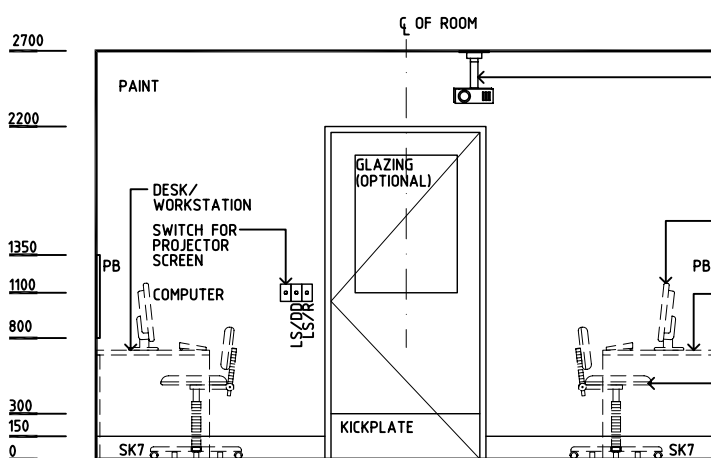 ℄ OF ROOM
2700
PAINT
2200
GLAZING
(OPTIONAL)
DESK/
WORKSTATION
SWITCH FOR
PROJECTOR
SCREEN
1350
PB
PB
1100
COMPUTER
LS/DD
LS/R
800
300
KICKPLATE
150
SK7
SK7
0